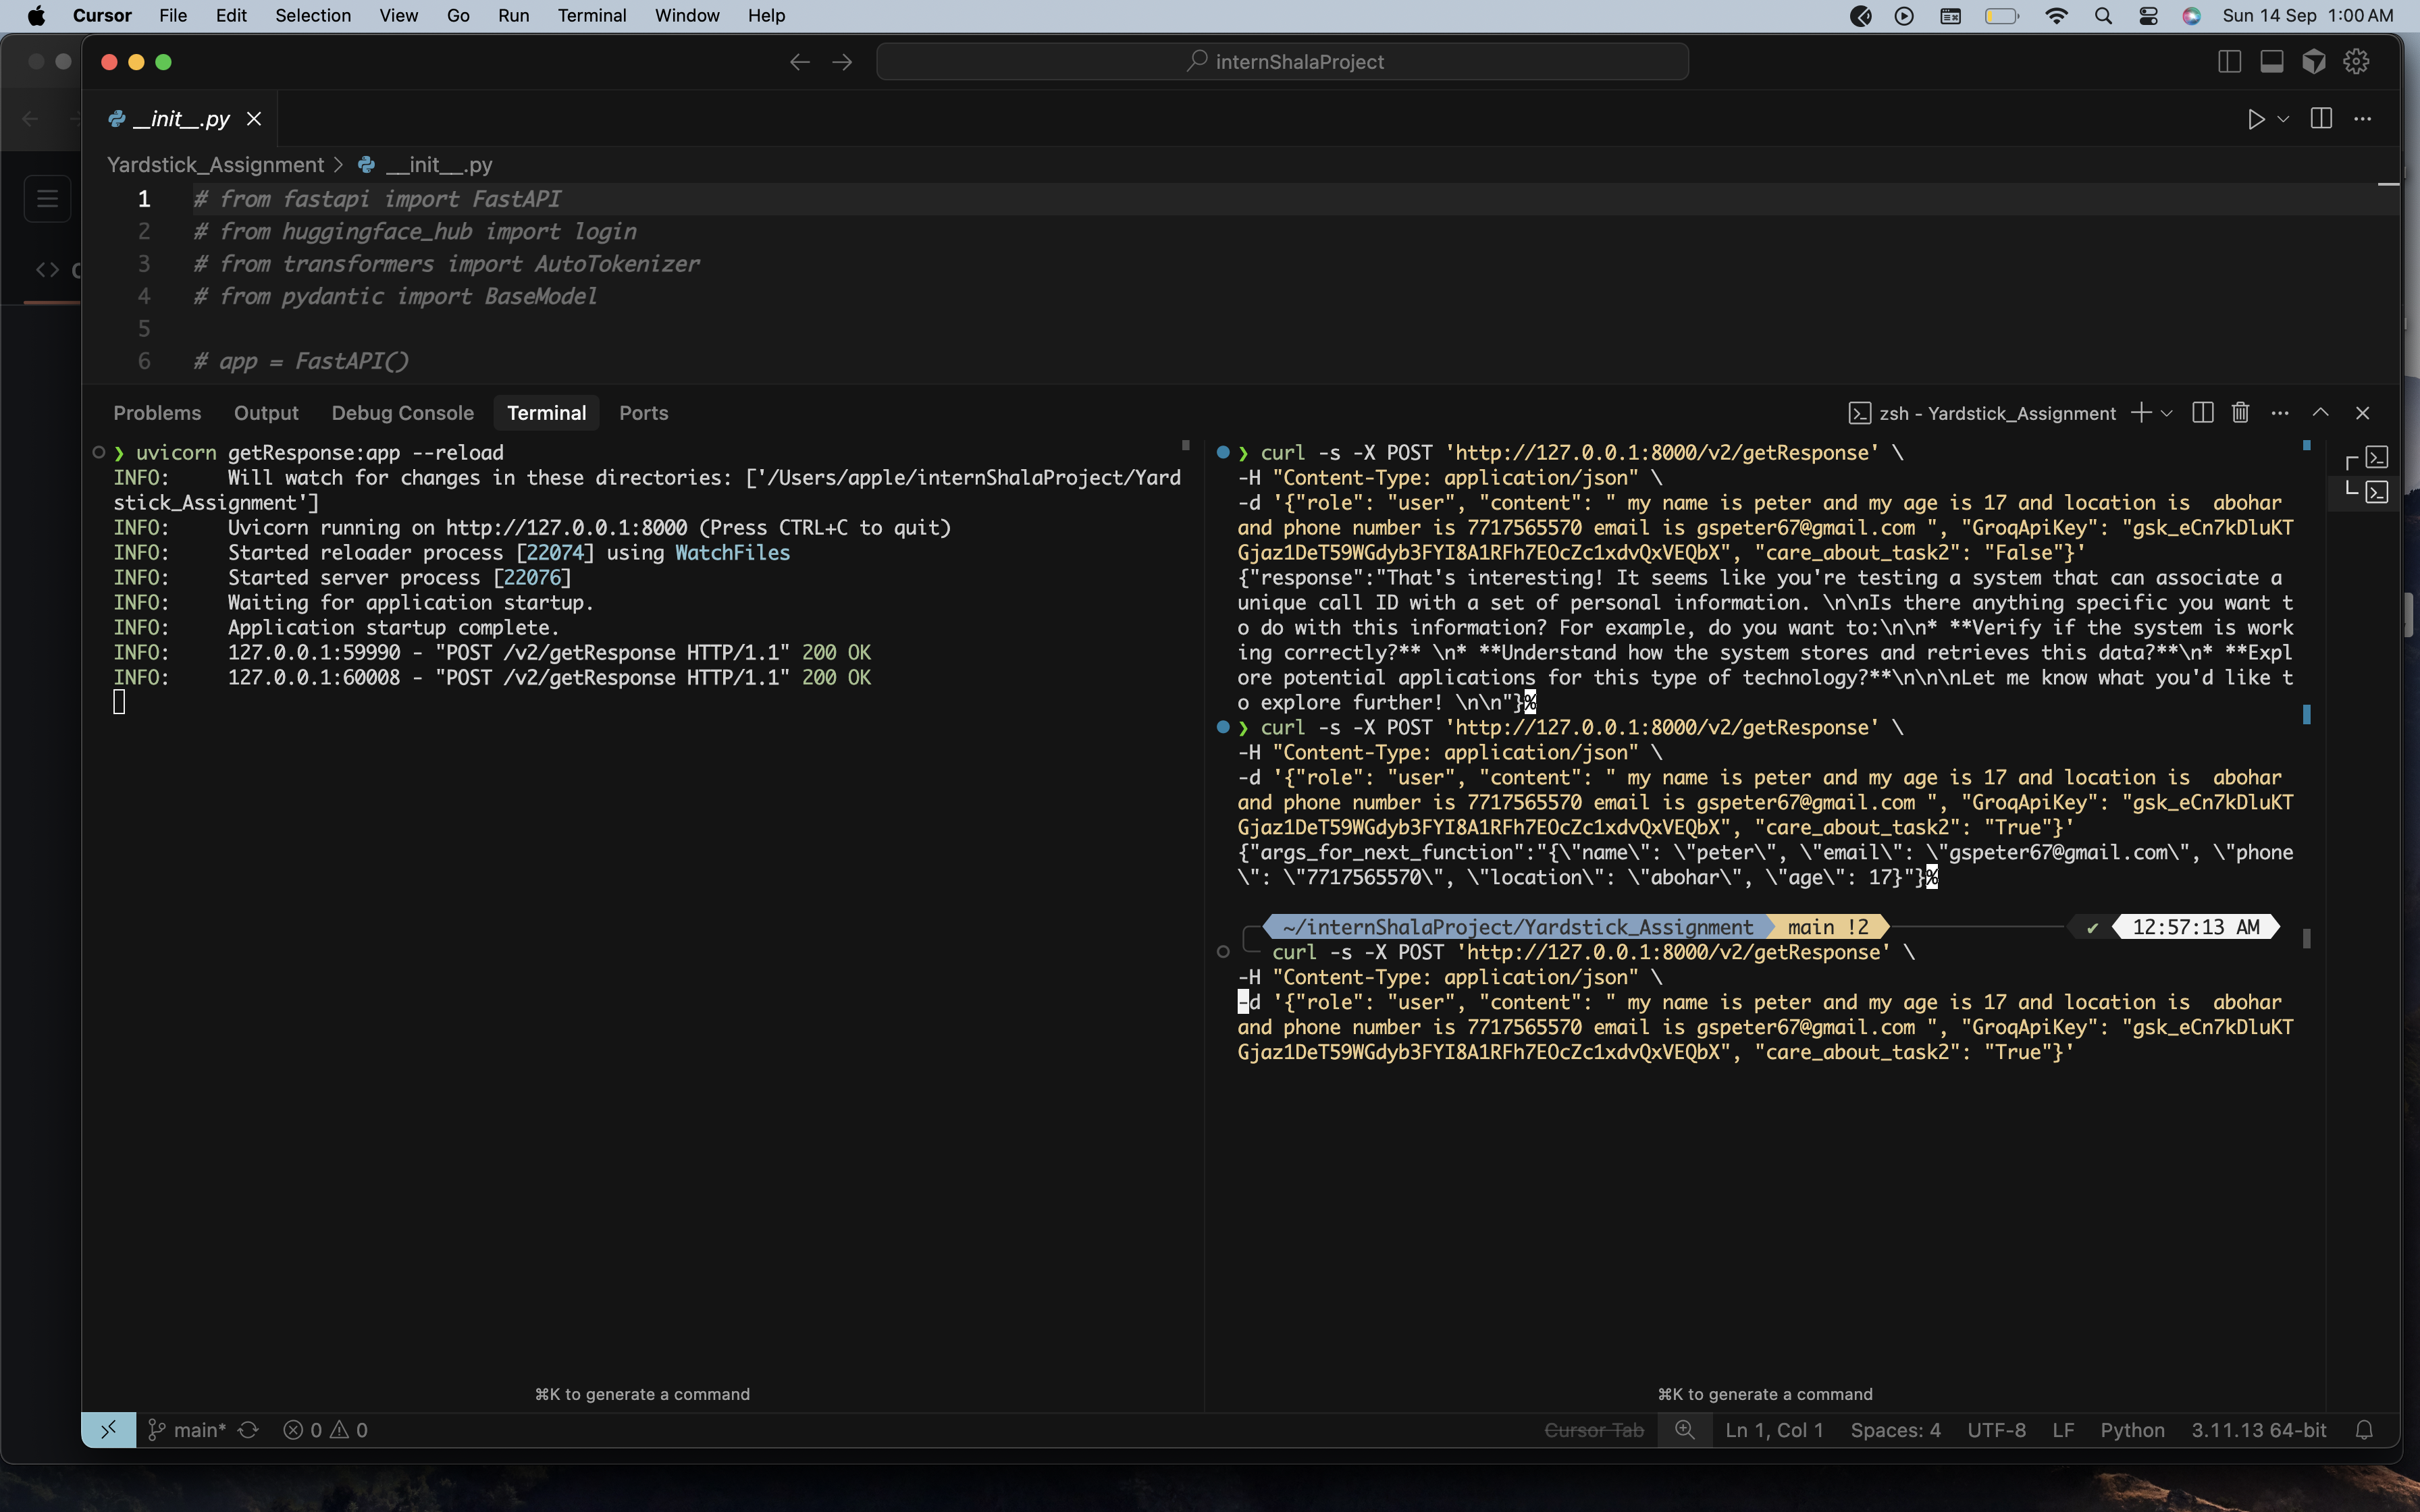 Cursor File Edit Selection View Go Run Terminal Window Help Sun 14 Sep 1:00 AM
internShalaProject
__init__.py
Yardstick_Assignment > __init__.py
1 # from fastapi import FastAPI
2 # from huggingface_hub import login
3 # from transformers import AutoTokenizer
4 # from pydantic import BaseModel
5
6 # app = FastAPI()
Problems Output Debug Console Terminal Ports zsh - Yardstick_Assignment
❯ uvicorn getResponse:app --reload
INFO: Will watch for changes in these directories: ['/Users/apple/internShalaProject/Yard
stick_Assignment']
INFO: Uvicorn running on http://127.0.0.1:8000 (Press CTRL+C to quit)
INFO: Started reloader process [22074] using WatchFiles
INFO: Started server process [22076]
INFO: Waiting for application startup.
INFO: Application startup complete.
INFO: 127.0.0.1:59990 - "POST /v2/getResponse HTTP/1.1" 200 OK
INFO: 127.0.0.1:60008 - "POST /v2/getResponse HTTP/1.1" 200 OK
⌘K to generate a command
❯ curl -s -X POST 'http://127.0.0.1:8000/v2/getResponse' \
-H "Content-Type: application/json" \
-d '{"role": "user", "content": " my name is peter and my age is 17 and location is  abohar
and phone number is 7717565570 email is gspeter67@gmail.com ", "GroqApiKey": "gsk_eCn7kDluKT
Gjaz1DeT59WGdyb3FYI8A1RFh7EOcZc1xdvQxVEQbX", "care_about_task2": "False"}'
{"response":"That's interesting! It seems like you're testing a system that can associate a
unique call ID with a set of personal information. \n\nIs there anything specific you want t
o do with this information? For example, do you want to:\n\n* **Verify if the system is work
ing correctly?** \n* **Understand how the system stores and retrieves this data?**\n* **Expl
ore potential applications for this type of technology?**\n\n\nLet me know what you'd like t
o explore further! \n\n"}%
❯ curl -s -X POST 'http://127.0.0.1:8000/v2/getResponse' \
-H "Content-Type: application/json" \
-d '{"role": "user", "content": " my name is peter and my age is 17 and location is  abohar
and phone number is 7717565570 email is gspeter67@gmail.com ", "GroqApiKey": "gsk_eCn7kDluKT
Gjaz1DeT59WGdyb3FYI8A1RFh7EOcZc1xdvQxVEQbX", "care_about_task2": "True"}'
{"args_for_next_function":"{\"name\": \"peter\", \"email\": \"gspeter67@gmail.com\", \"phone
\": \"7717565570\", \"location\": \"abohar\", \"age\": 17}"}%
~/internShalaProject/Yardstick_Assignment main !2 ✔ 12:57:13 AM
curl -s -X POST 'http://127.0.0.1:8000/v2/getResponse' \
-H "Content-Type: application/json" \
-d '{"role": "user", "content": " my name is peter and my age is 17 and location is  abohar
and phone number is 7717565570 email is gspeter67@gmail.com ", "GroqApiKey": "gsk_eCn7kDluKT
Gjaz1DeT59WGdyb3FYI8A1RFh7EOcZc1xdvQxVEQbX", "care_about_task2": "True"}'
⌘K to generate a command
main* 0 0 Cursor Tab Ln 1, Col 1 Spaces: 4 UTF-8 LF Python 3.11.13 64-bit